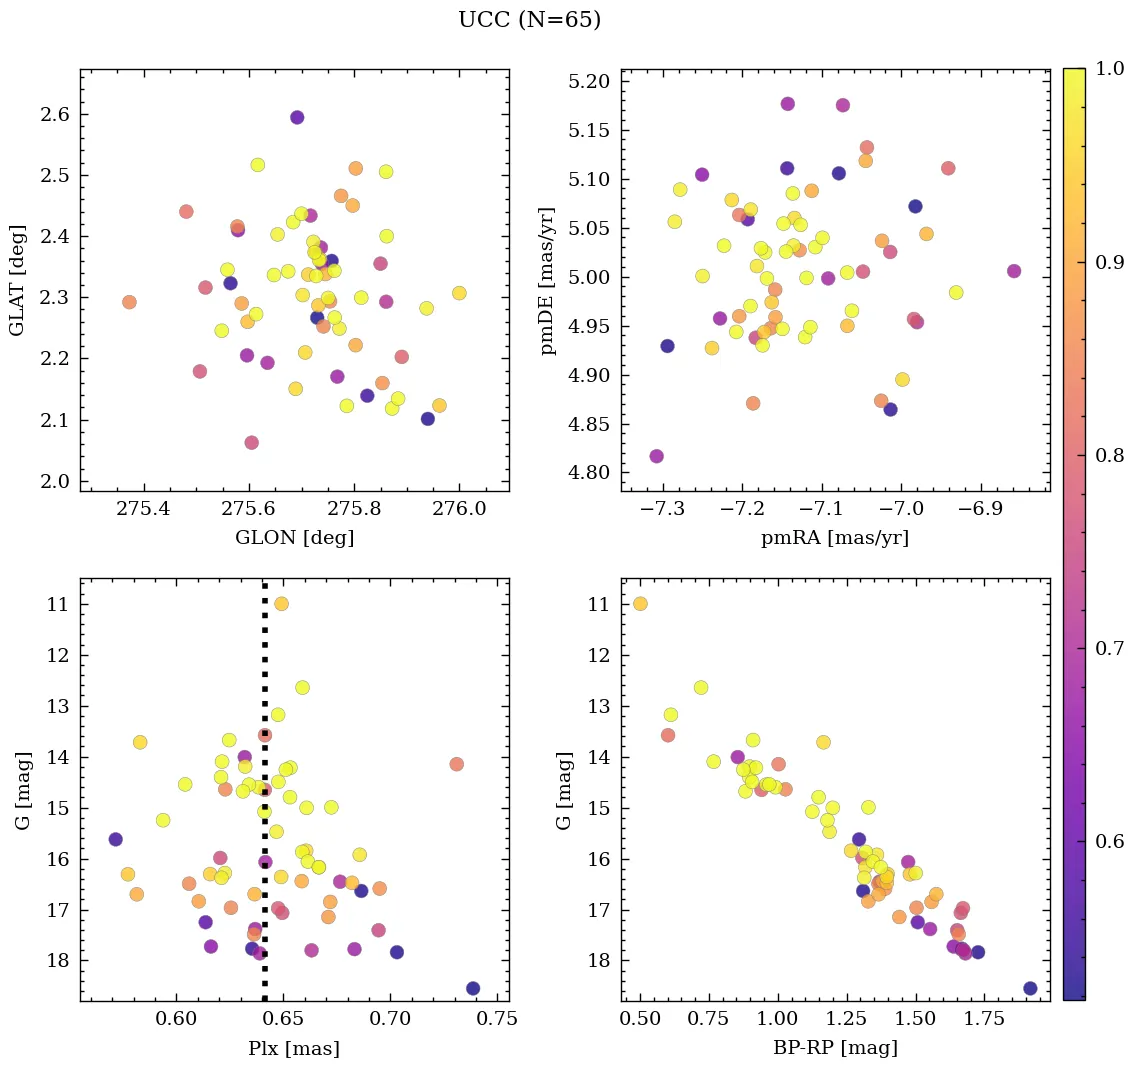 UCC (N=65)
2.6
2.5
2.4
2.3
2.2
2.1
2.0
GLAT [deg]
275.4 275.6 275.8 276.0
GLON [deg]
5.20
5.15
5.10
5.05
5.00
4.95
4.90
4.85
4.80
pmDE [mas/yr]
−7.3 −7.2 −7.1 −7.0 −6.9
pmRA [mas/yr]
1.0
0.9
0.8
0.7
0.6
11
12
13
14
15
16
17
18
G [mag]
0.60 0.65 0.70 0.75
Plx [mas]
11
12
13
14
15
16
17
18
G [mag]
0.50 0.75 1.00 1.25 1.50 1.75
BP-RP [mag]